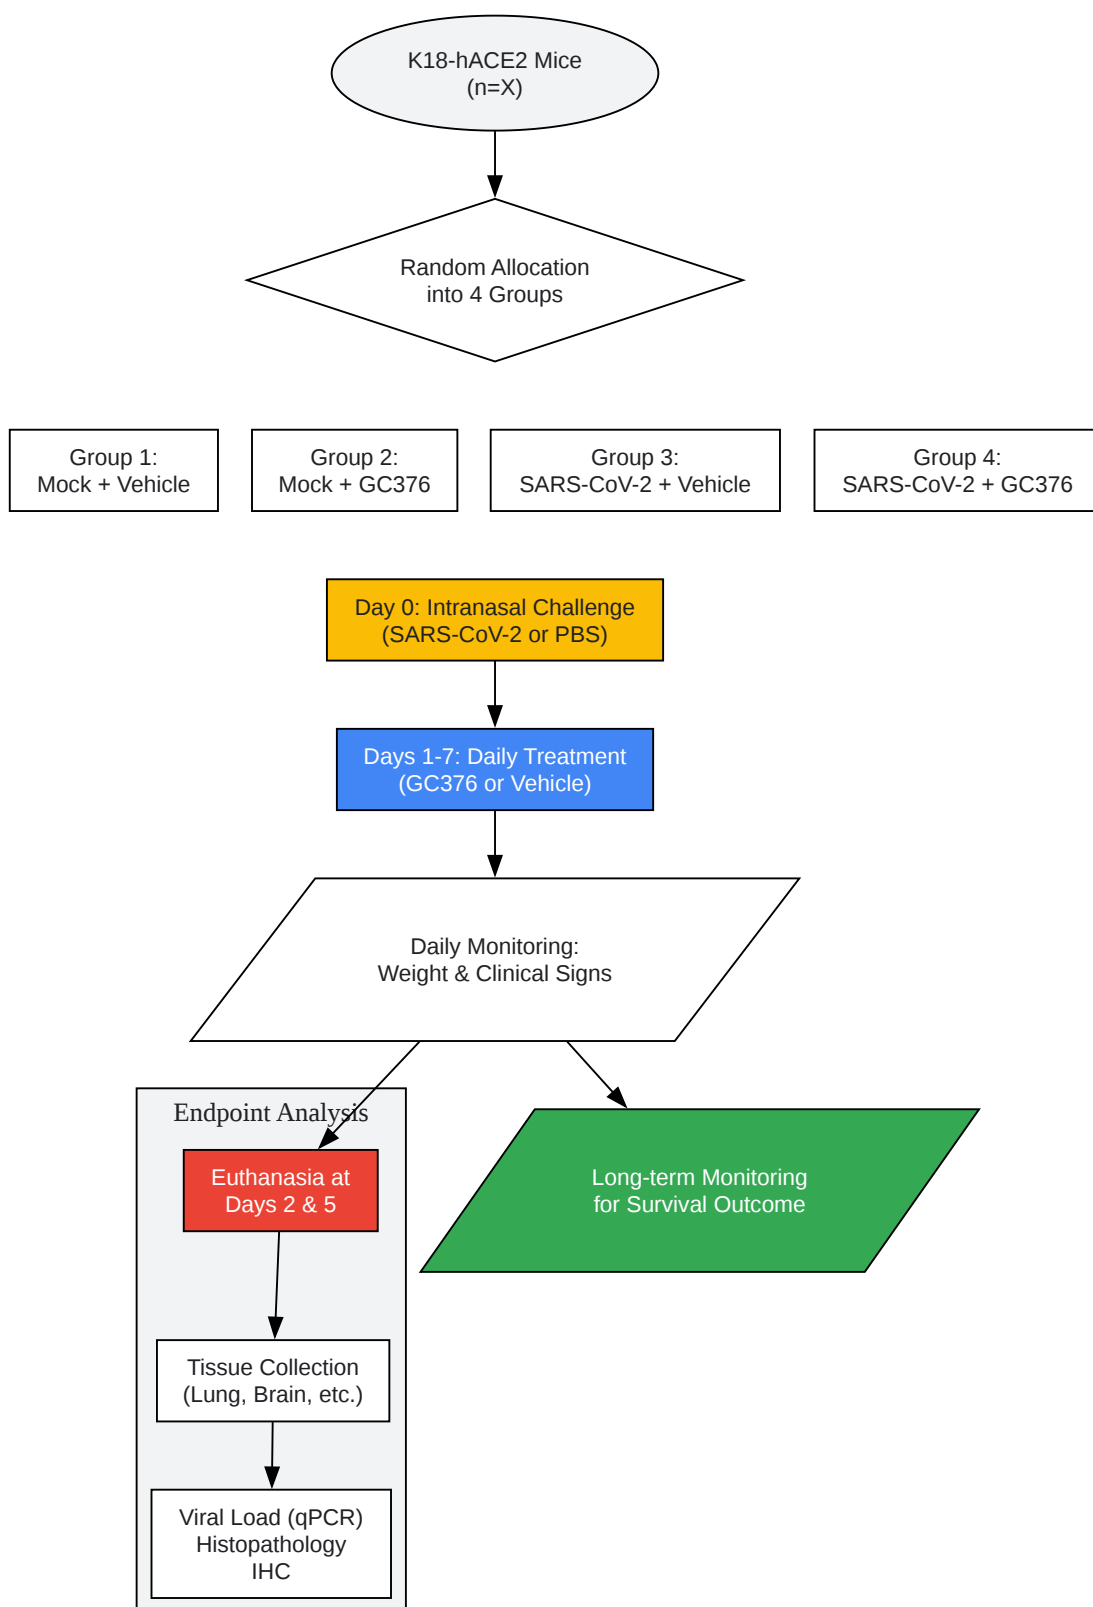 K18-hACE2 Mice
(n=X)
Random Allocation
into 4 Groups
Group 1:
Mock + Vehicle
Group 2:
Mock + GC376
Group 3:
SARS-CoV-2 + Vehicle
Group 4:
SARS-CoV-2 + GC376
Day 0: Intranasal Challenge
(SARS-CoV-2 or PBS)
Days 1-7: Daily Treatment
(GC376 or Vehicle)
Daily Monitoring:
Weight & Clinical Signs
Endpoint Analysis
Euthanasia at
Days 2 & 5
Long-term Monitoring
for Survival Outcome
Tissue Collection
(Lung, Brain, etc.)
Viral Load (qPCR)
Histopathology
IHC